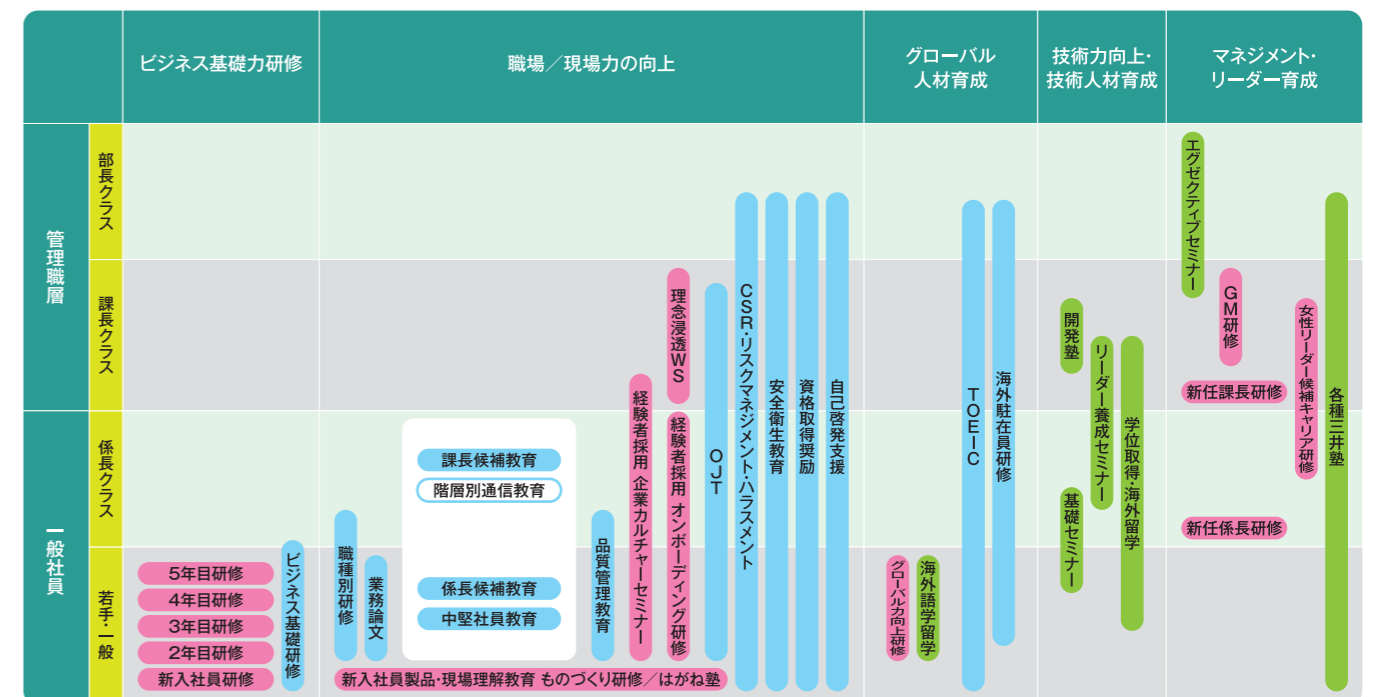 ビジネス基礎力研修
職場／現場力の向上
グローバル
人材育成
技術力向上・
技術人材育成
マネジメント・
リーダー育成
管理職層
部長クラス
課長クラス
一般社員
係長クラス
若手・一般
5年目研修
4年目研修
3年目研修
2年目研修
新入社員研修
ビジネス基礎研修
職種別研修
業務論文
課長候補教育
階層別通信教育
係長候補教育
中堅社員教育
新入社員製品・現場理解教育 ものづくり研修／はがね塾
品質管理教育
経験者採用 企業カルチャーセミナー
理念浸透WS
経験者採用 オンボーディング研修
OJT
CSR・リスクマネジメント・ハラスメント
安全衛生教育
資格取得奨励
自己啓発支援
グローバル力向上研修
海外語学留学
TOEIC
海外駐在員研修
開発塾
基礎セミナー
リーダー養成セミナー
学位取得・海外留学
エグゼクティブセミナー
GM研修
新任課長研修
新任係長研修
女性リーダー候補キャリア研修
各種三井塾